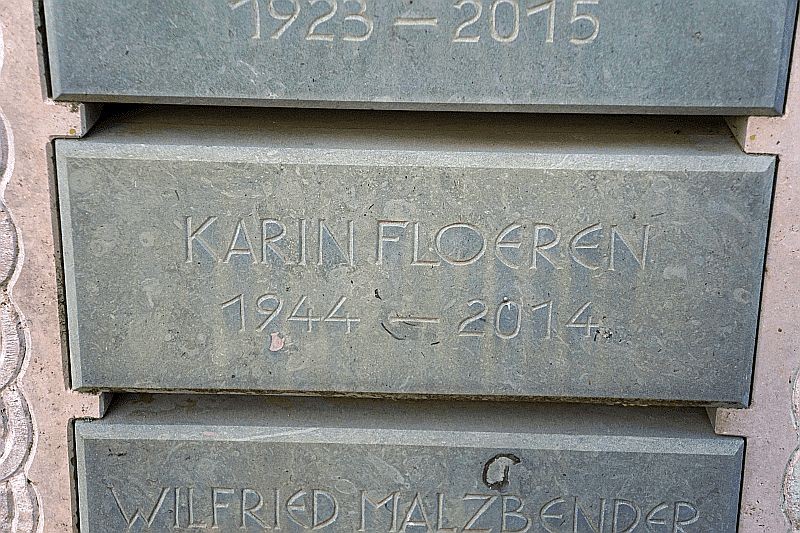 1923 – 2015
KARIN FLOEREN
1944 – 2014
WILFRIED MALZBENDER